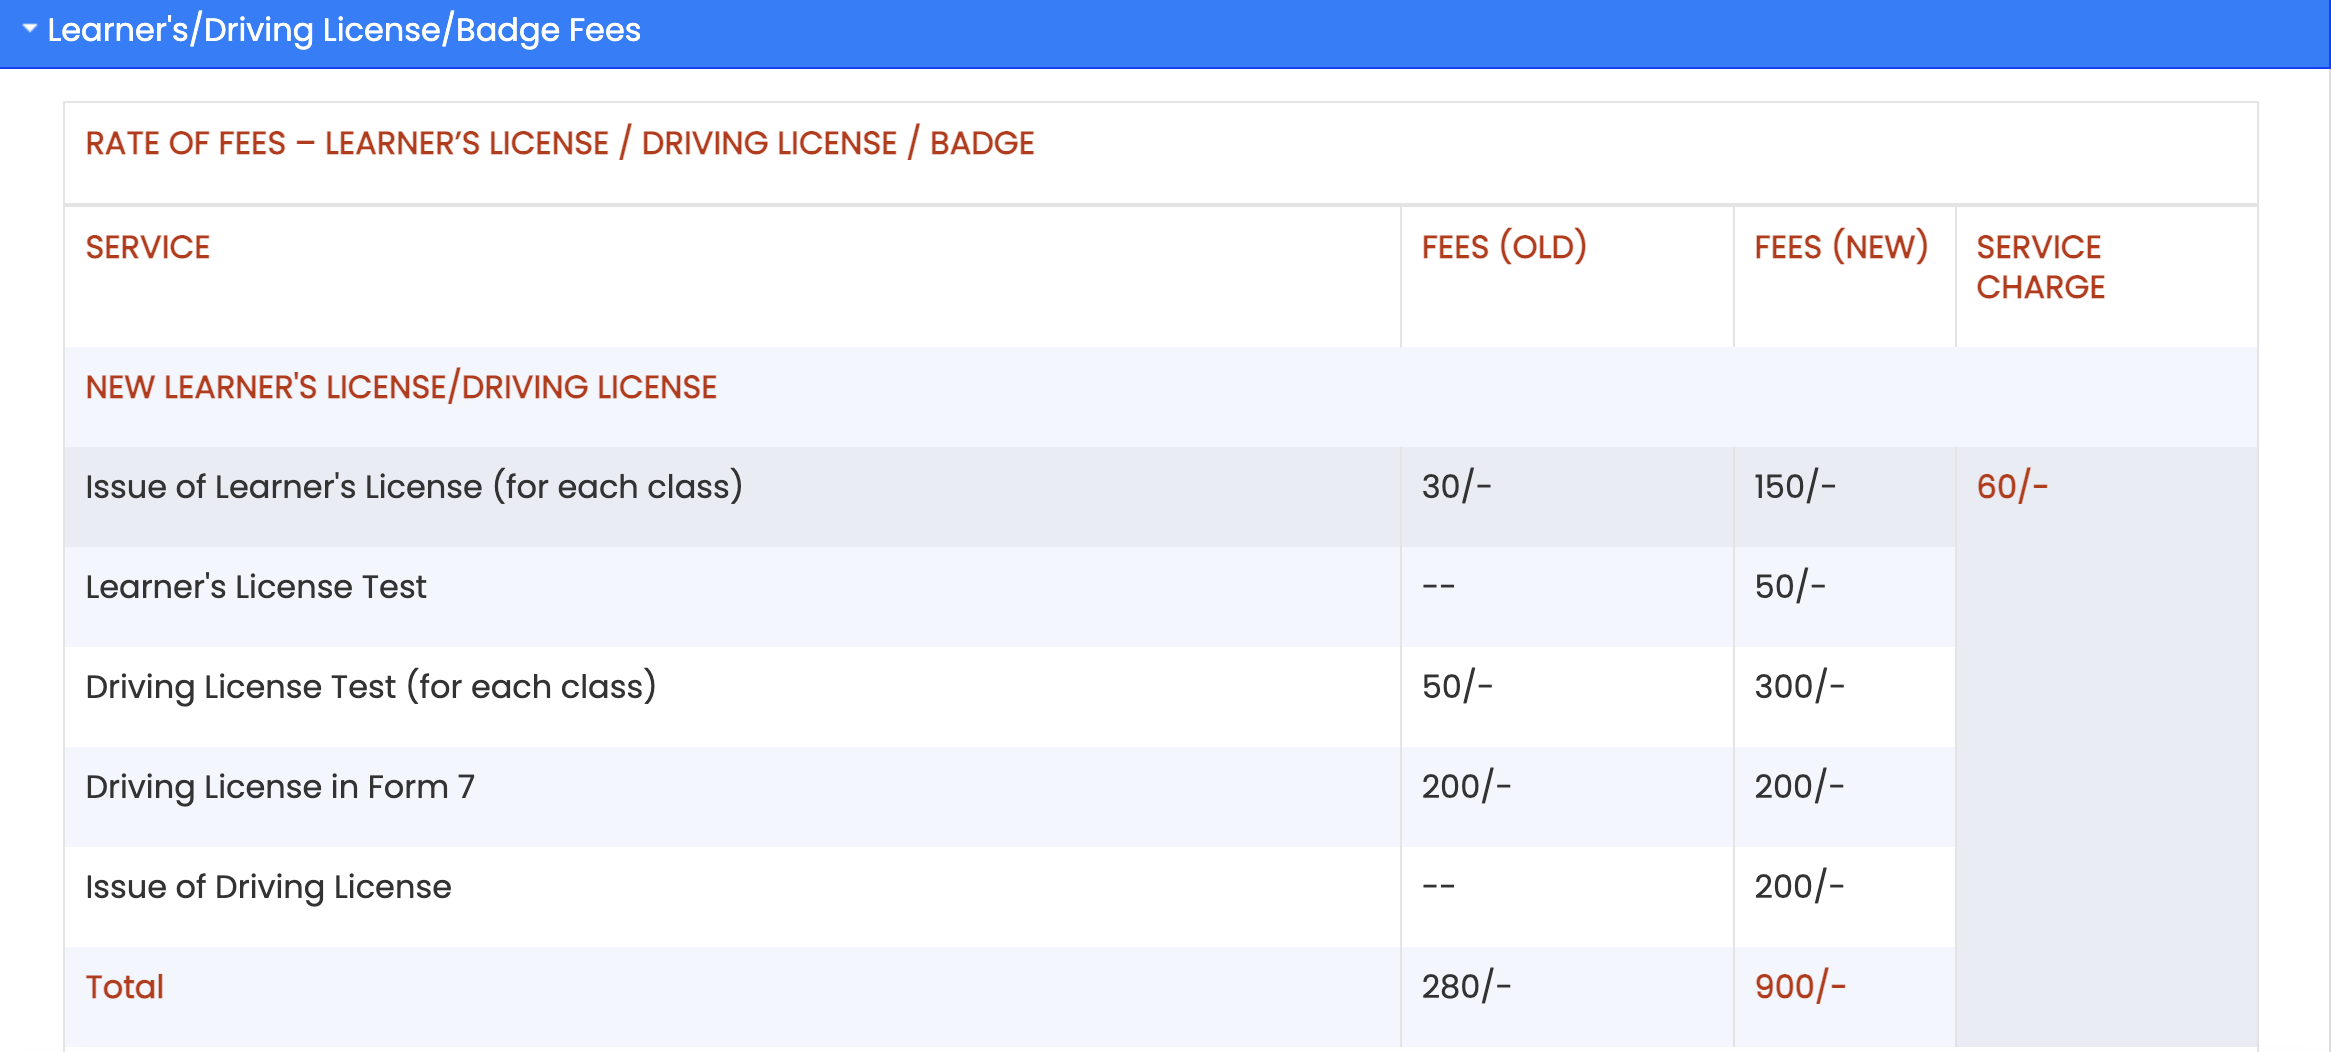 Learner's/Driving License/Badge Fees
RATE OF FEES – LEARNER’S LICENSE / DRIVING LICENSE / BADGE
SERVICE FEES (OLD) FEES (NEW) SERVICE CHARGE
NEW LEARNER'S LICENSE/DRIVING LICENSE
Issue of Learner's License (for each class) 30/- 150/- 60/-
Learner's License Test -- 50/-
Driving License Test (for each class) 50/- 300/-
Driving License in Form 7 200/- 200/-
Issue of Driving License -- 200/-
Total 280/- 900/-